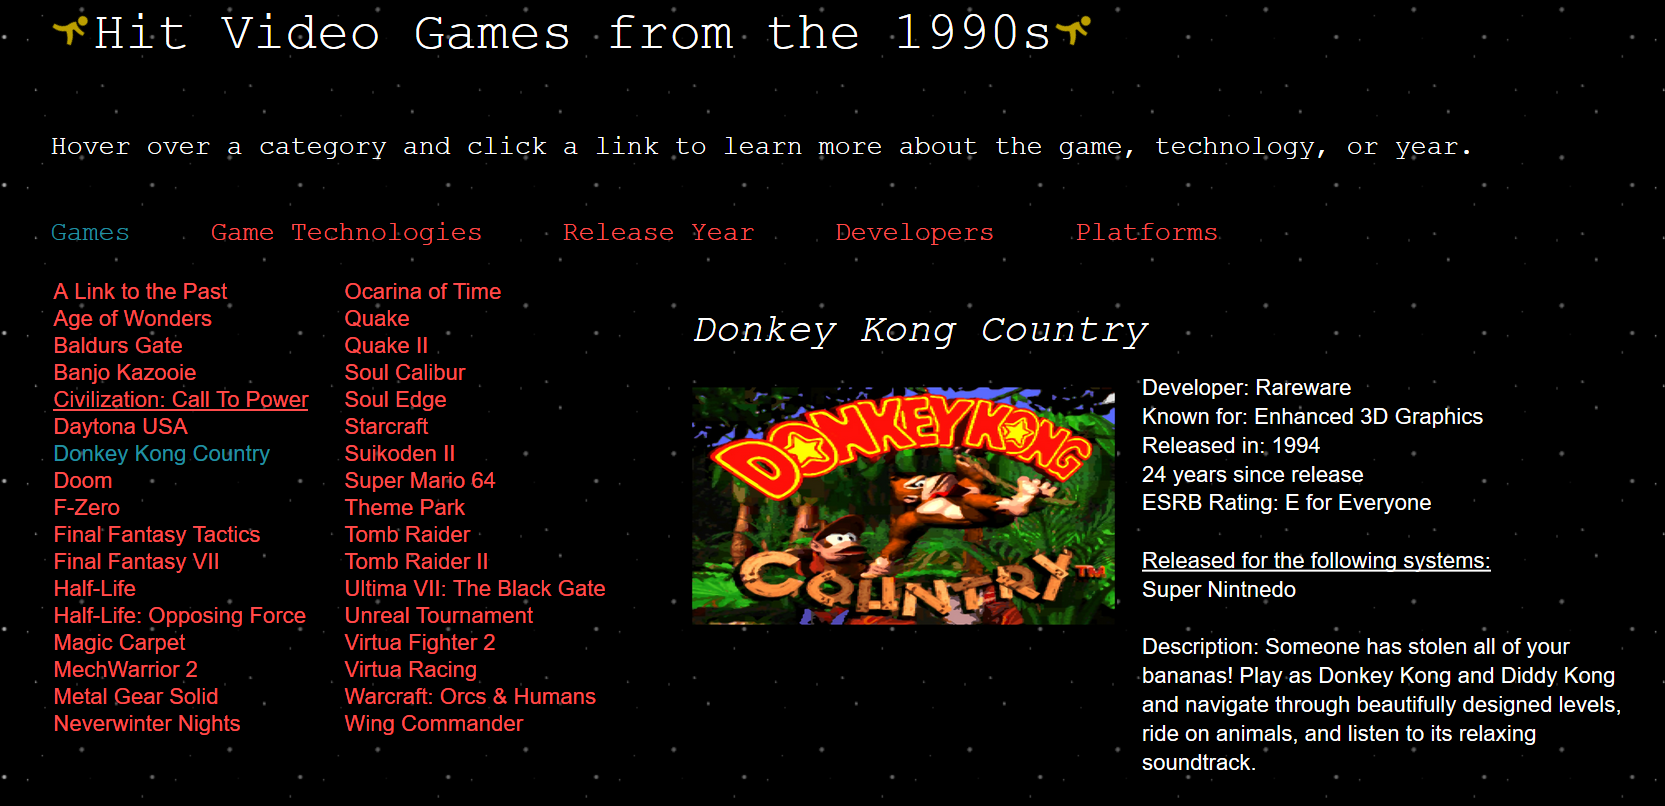 Hit Video Games from the 1990s
Hover over a category and click a link to learn more about the game, technology, or year.
Games Game Technologies Release Year Developers Platforms
A Link to the Past
Age of Wonders
Baldurs Gate
Banjo Kazooie
Civilization: Call To Power
Daytona USA
Donkey Kong Country
Doom
F-Zero
Final Fantasy Tactics
Final Fantasy VII
Half-Life
Half-Life: Opposing Force
Magic Carpet
MechWarrior 2
Metal Gear Solid
Neverwinter Nights
Ocarina of Time
Quake
Quake II
Soul Calibur
Soul Edge
Starcraft
Suikoden II
Super Mario 64
Theme Park
Tomb Raider
Tomb Raider II
Ultima VII: The Black Gate
Unreal Tournament
Virtua Fighter 2
Virtua Racing
Warcraft: Orcs & Humans
Wing Commander
Donkey Kong Country
DONKEY KONG
COUNTRY™
Developer: Rareware
Known for: Enhanced 3D Graphics
Released in: 1994
24 years since release
ESRB Rating: E for Everyone
Released for the following systems:
Super Nintnedo
Description: Someone has stolen all of your
bananas! Play as Donkey Kong and Diddy Kong
and navigate through beautifully designed levels,
ride on animals, and listen to its relaxing
soundtrack.